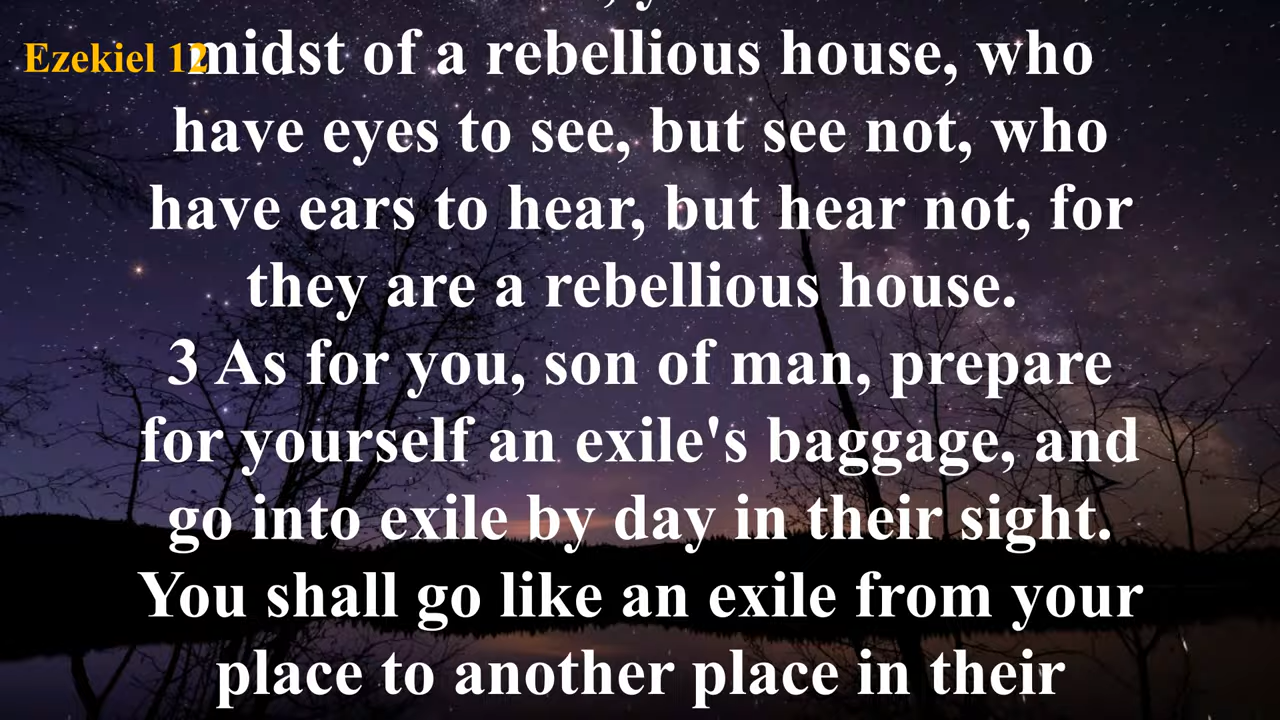 Ezekiel 12
midst of a rebellious house, who
have eyes to see, but see not, who
have ears to hear, but hear not, for
they are a rebellious house.
3 As for you, son of man, prepare
for yourself an exile's baggage, and
go into exile by day in their sight.
You shall go like an exile from your
place to another place in their